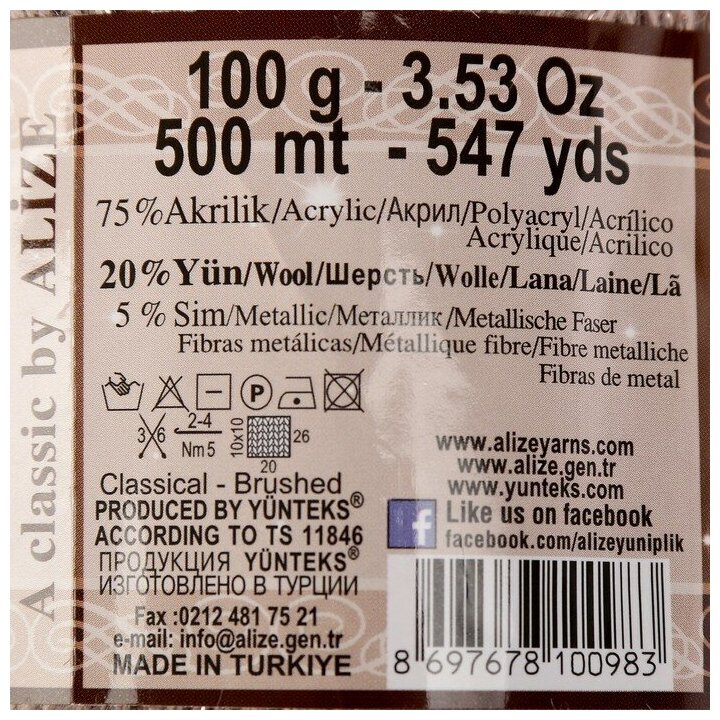 A classic by ALİZE
100 g - 3.53 Oz
500 mt - 547 yds
75%Akrilik/Acrylic/Акрил/Polyacryl/Acrílico
Acrylique/Acrilico
20%Yün/Wool/Шерсть/Wolle/Lana/Laine/Lã
5 % Sim/Metallic/Металлик/Metallische Faser
Fibras metálicas/Métallique fibre/Fibre metalliche
Fibras de metal
P
3 6
2-4
Nm5
10x10
26
20
Classical - Brushed
PRODUCED BY YÜNTEKS®
ACCORDING TO TS 11846
ПРОДУКЦИЯ YÜNTEKS®
ИЗГОТОВЛЕНО В ТУРЦИИ
Fax :0212 481 75 21
e-mail: info@alize.gen.tr
MADE IN TURKIYE
www.alizeyarns.com
www.alize.gen.tr
www.yunteks.com
f Like us on facebook
facebook.com/alizeyuniplik
8 697678 100983